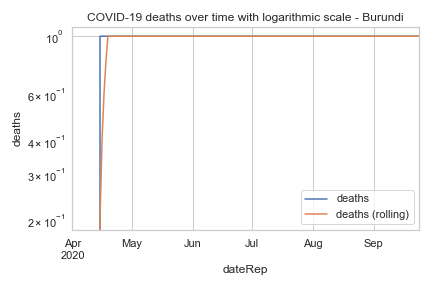 COVID-19 deaths over time with logarithmic scale - Burundi
10⁰
6 × 10⁻¹
4 × 10⁻¹
3 × 10⁻¹
2 × 10⁻¹
deaths
deaths
deaths (rolling)
Apr May Jun Jul Aug Sep
2020
dateRep